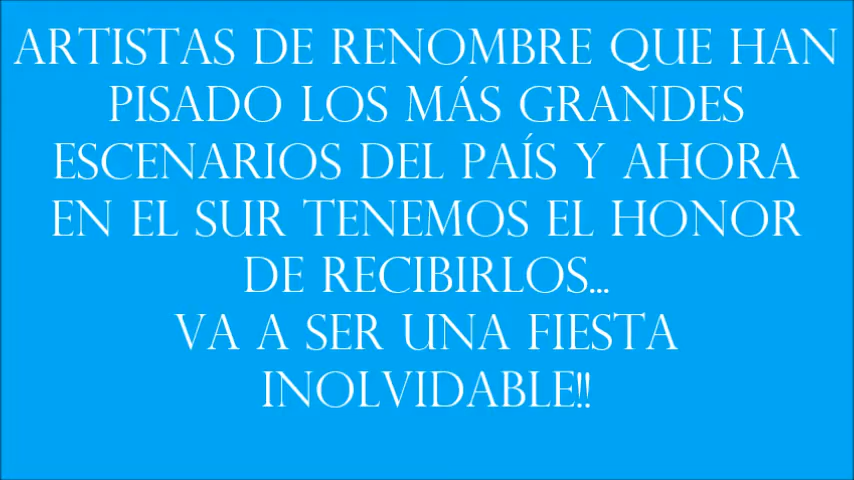 ARTISTAS DE RENOMBRE QUE HAN
PISADO LOS MÁS GRANDES
ESCENARIOS DEL PAÍS Y AHORA
EN EL SUR TENEMOS EL HONOR
DE RECIBIRLOS...
VA A SER UNA FIESTA
INOLVIDABLE!!